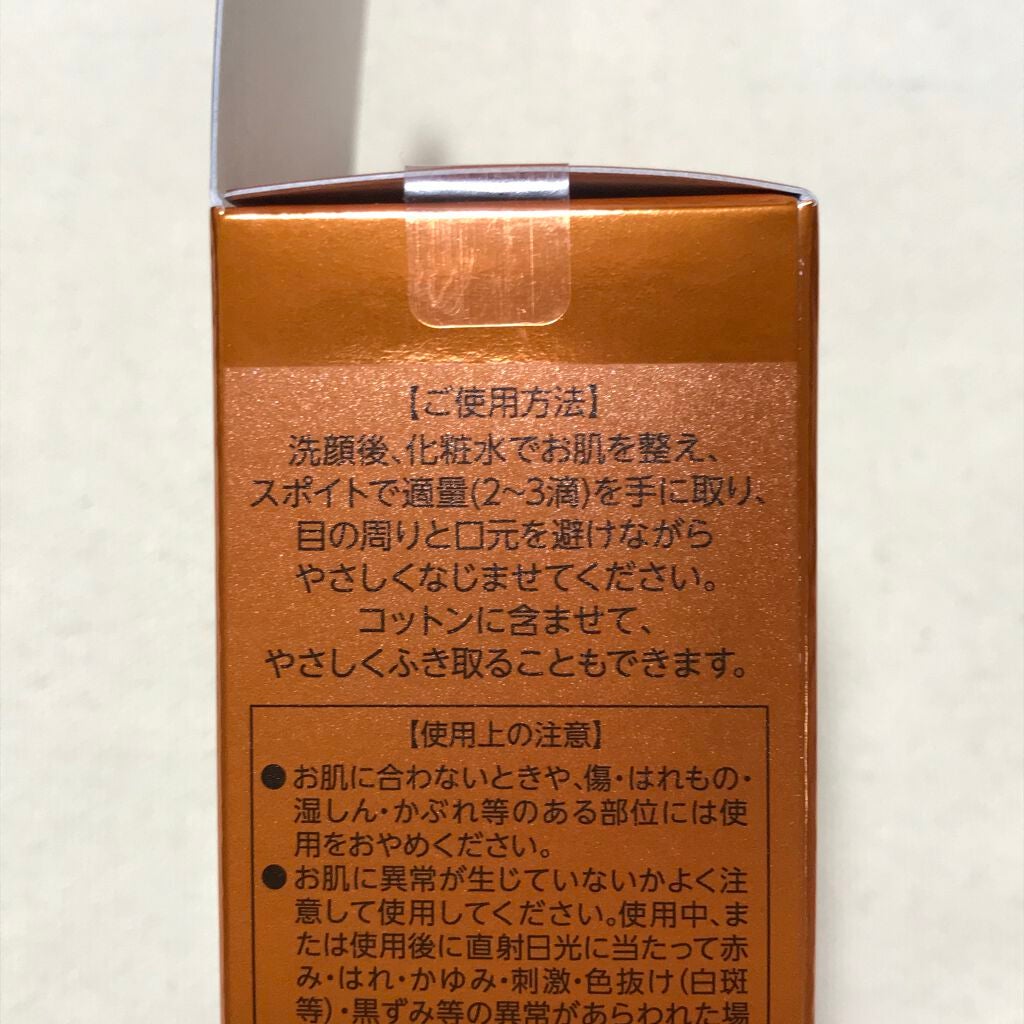 【ご使用方法】
洗顔後、化粧水でお肌を整え、
スポイトで適量(2~3滴)を手に取り、
目の周りと口元を避けながら
やさしくなじませてください。
コットンに含ませて、
やさしくふき取ることもできます。
【使用上の注意】
●お肌に合わないときや、傷・はれもの・
湿しん・かぶれ等のある部位には使
用をおやめください。
●お肌に異常が生じていないかよく注
意して使用してください。使用中、ま
たは使用後に直射日光に当たって赤
み・はれ・かゆみ・刺激・色抜け(白斑
等)・黒ずみ等の異常があらわれた場